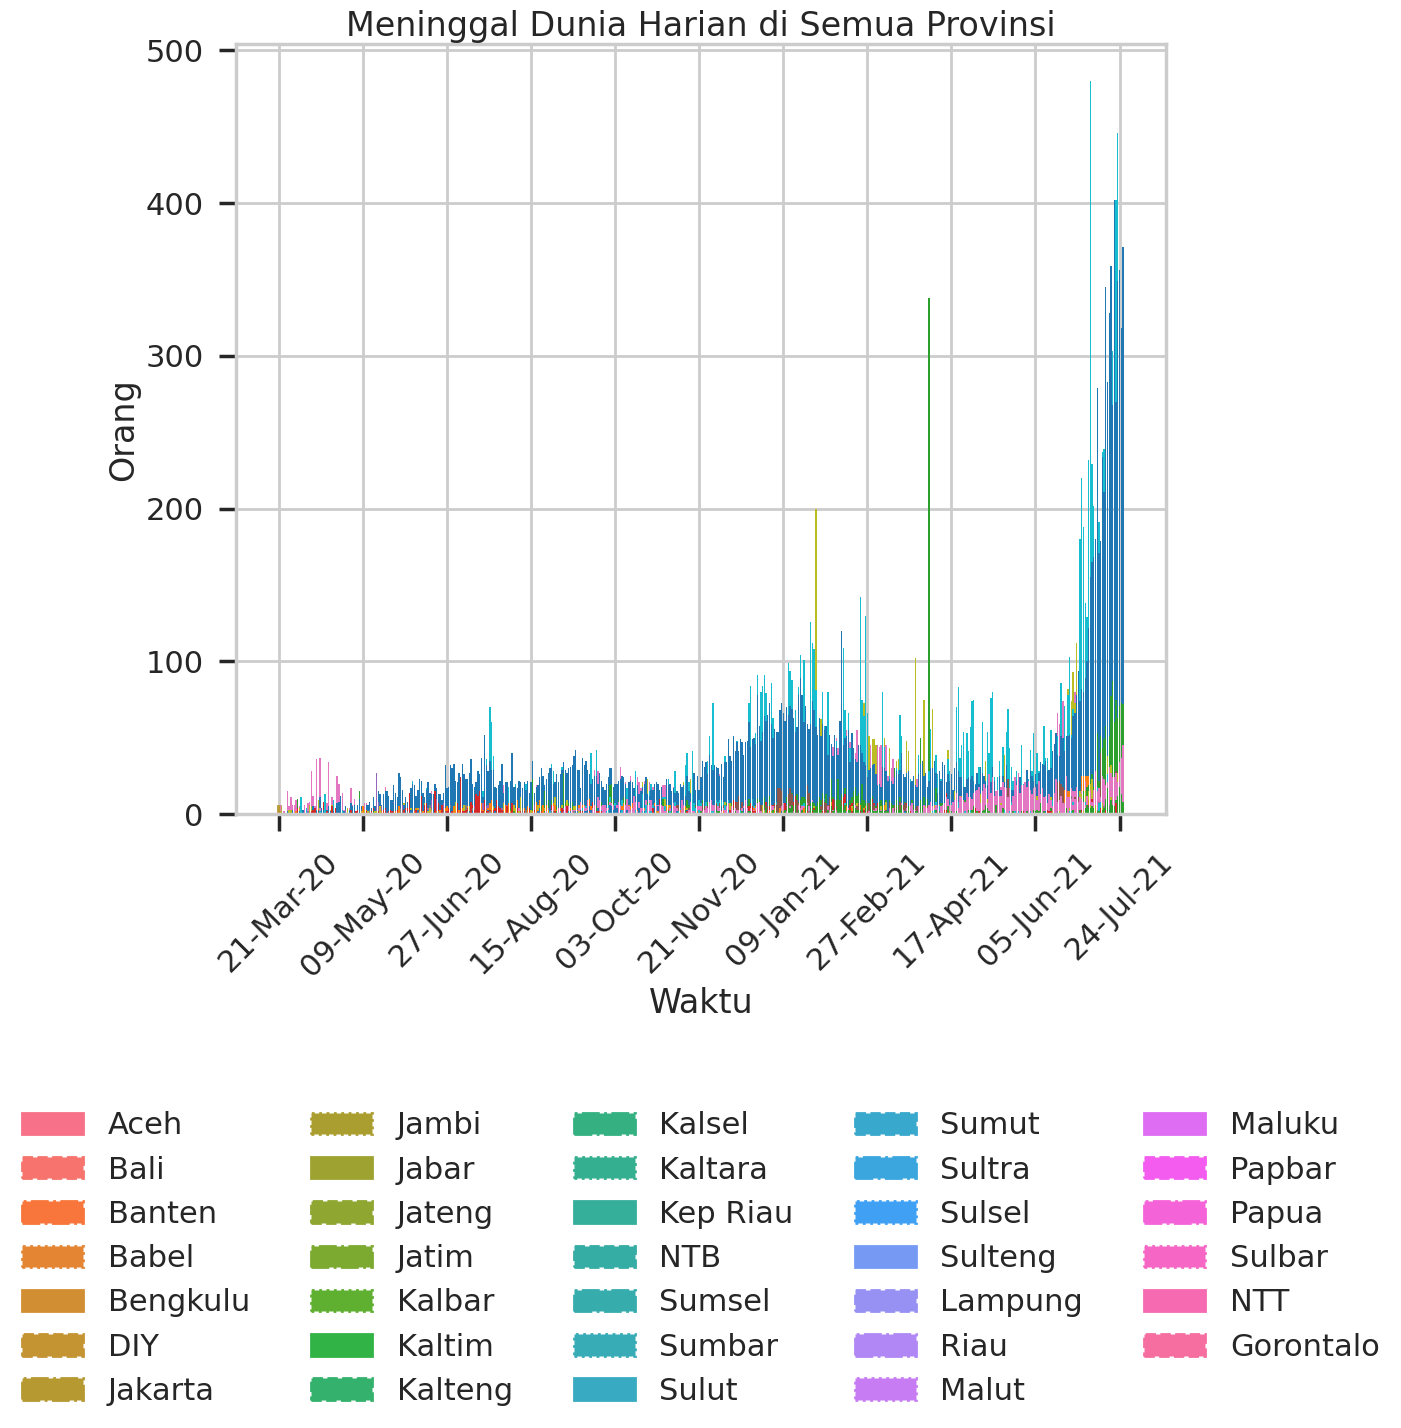 Meninggal Dunia Harian di Semua Provinsi
500
400
300
200
100
0
Orang
21-Mar-20
09-May-20
27-Jun-20
15-Aug-20
03-Oct-20
21-Nov-20
09-Jan-21
27-Feb-21
17-Apr-21
05-Jun-21
24-Jul-21
Waktu
Aceh
Bali
Banten
Babel
Bengkulu
DIY
Jakarta
Jambi
Jabar
Jateng
Jatim
Kalbar
Kaltim
Kalteng
Kalsel
Kaltara
Kep Riau
NTB
Sumsel
Sumbar
Sulut
Sumut
Sultra
Sulsel
Sulteng
Lampung
Riau
Malut
Maluku
Papbar
Papua
Sulbar
NTT
Gorontalo